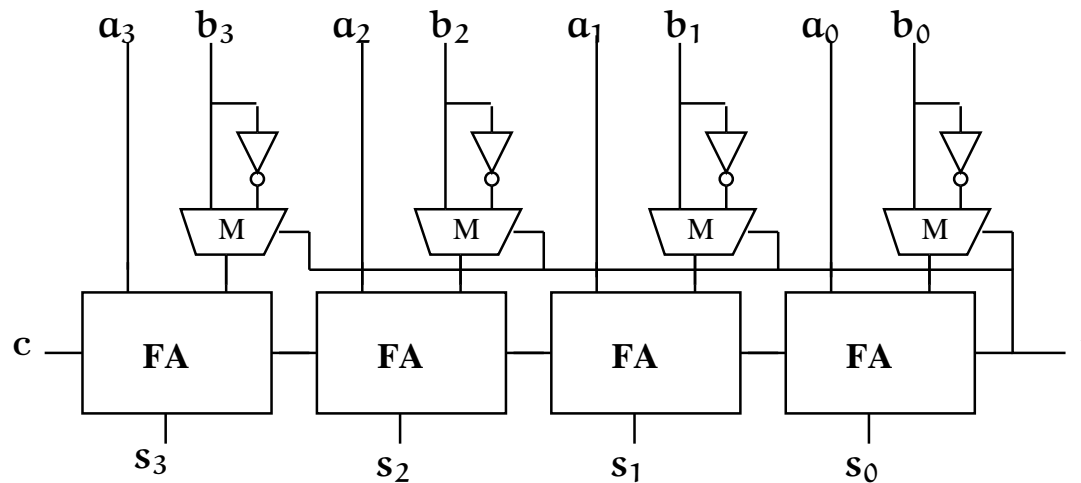 a₃ b₃ a₂ b₂ a₁ b₁ a₀ b₀
M M M M
c FA FA FA FA
s₃ s₂ s₁ s₀